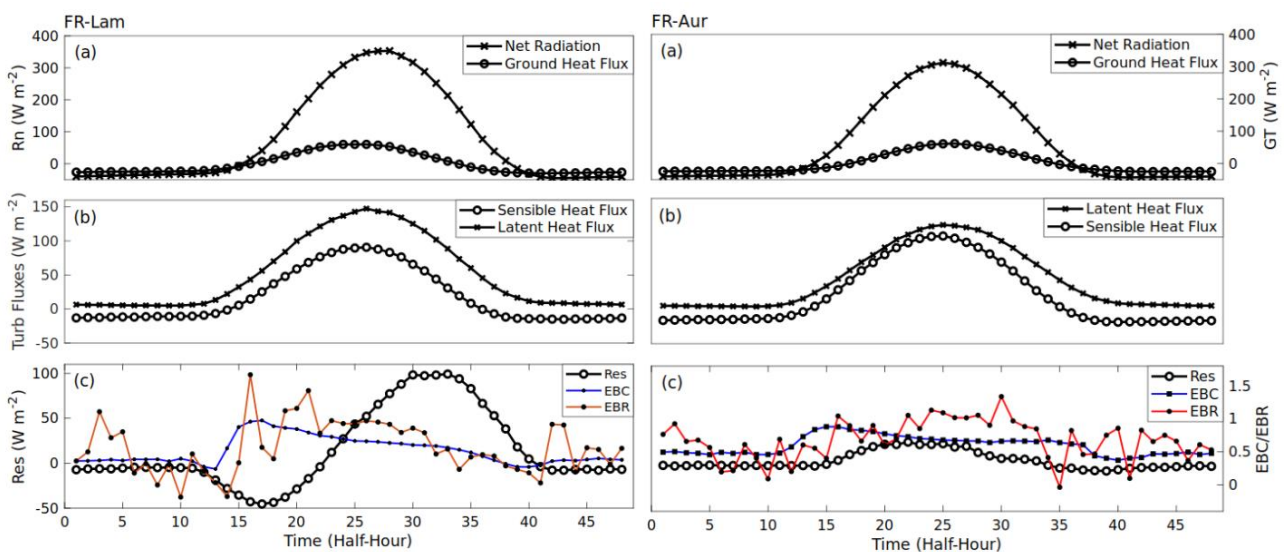 FR-Lam
(a)
Net Radiation
Ground Heat Flux
400
300
200
100
0
Rn (W m-2)
(b)
Sensible Heat Flux
Latent Heat Flux
150
100
50
0
-50
Turb Fluxes (W m-2)
(c)
Res
EBC
EBR
100
50
0
-50
Res (W m-2)
0 5 10 15 20 25 30 35 40 45
Time (Half-Hour)
FR-Aur
(a)
Net Radiation
Ground Heat Flux
400
300
200
100
0
GT (W m-2)
(b)
Latent Heat Flux
Sensible Heat Flux
(c)
Res
EBC
EBR
1.5
1
0.5
0
EBC/EBR
0 5 10 15 20 25 30 35 40 45
Time (Half-Hour)